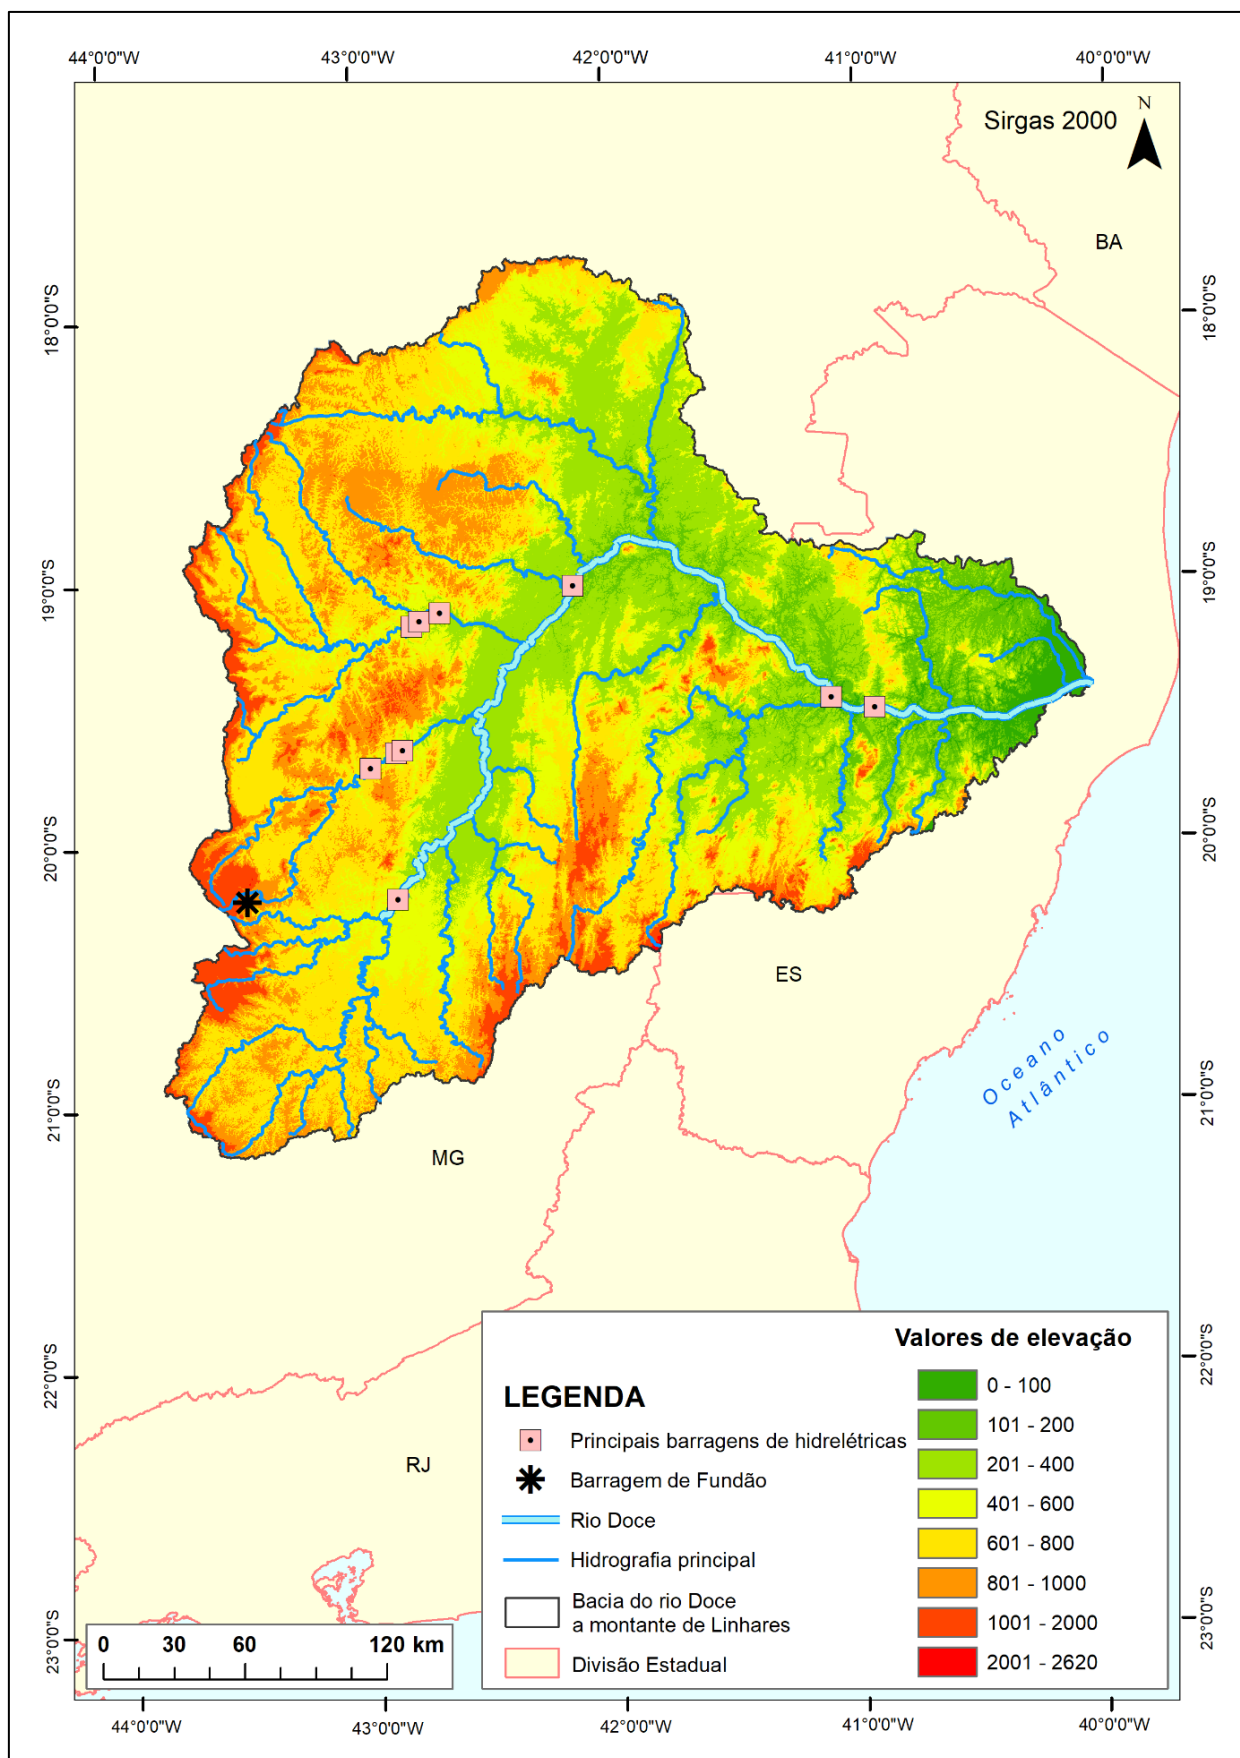 44°0'0"W 43°0'0"W 42°0'0"W 41°0'0"W 40°0'0"W
Sirgas 2000
N
BA
18°0'0"S
18°0'0"S
19°0'0"S
19°0'0"S
20°0'0"S
20°0'0"S
ES
Oceano
Atlântico
21°0'0"S
21°0'0"S
MG
22°0'0"S
22°0'0"S
RJ
23°0'0"S
23°0'0"S
LEGENDA
Principais barragens de hidrelétricas
Barragem de Fundão
Rio Doce
Hidrografia principal
Bacia do rio Doce
a montante de Linhares
Divisão Estadual
Valores de elevação
0 - 100
101 - 200
201 - 400
401 - 600
601 - 800
801 - 1000
1001 - 2000
2001 - 2620
0 30 60 120 km
44°0'0"W 43°0'0"W 42°0'0"W 41°0'0"W 40°0'0"W